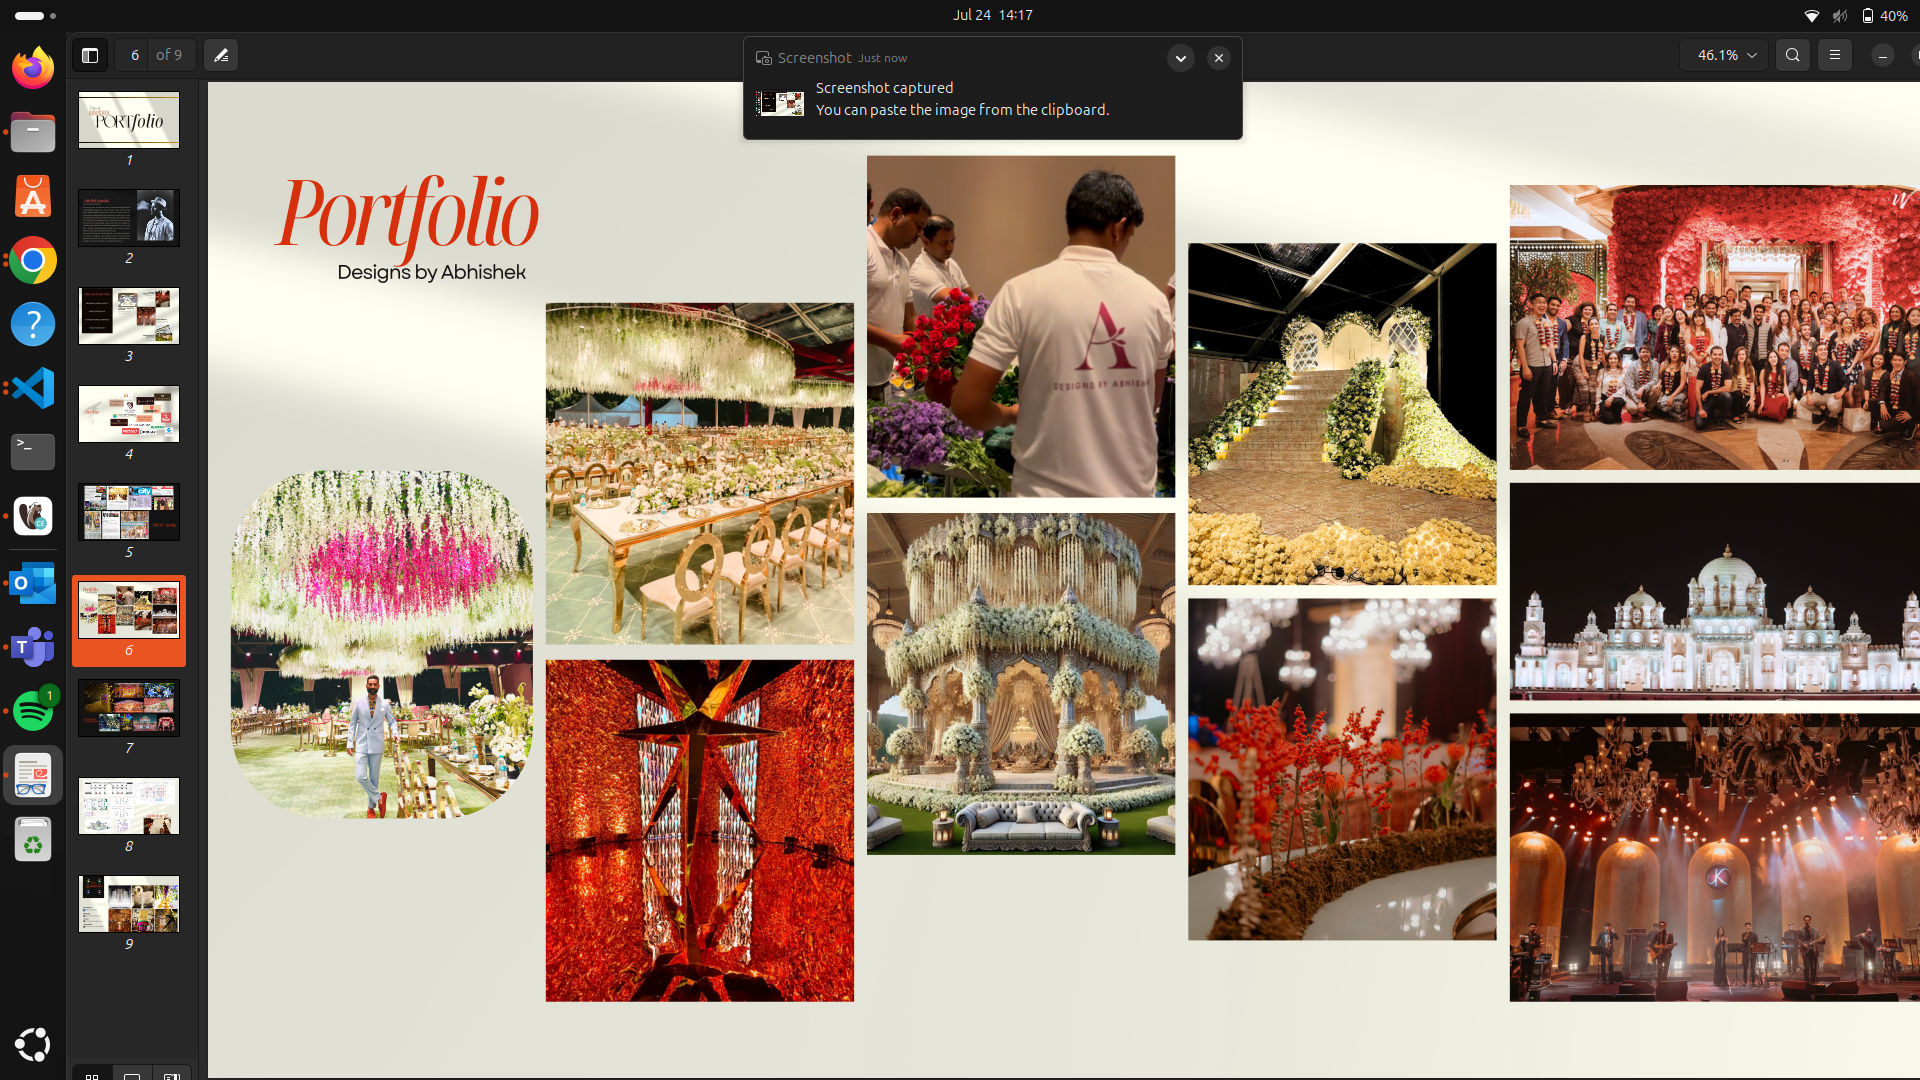 Jul 24 14:17
40%
6 of 9
46.1%
Screenshot Just now
Screenshot captured
You can paste the image from the clipboard.
PORTfolio
1
2
3
4
5
6
7
8
9
>_
?
CE
O
T
1
Portfolio
Designs by Abhishek
A
DESIGNS BY ABHISHEK
JK